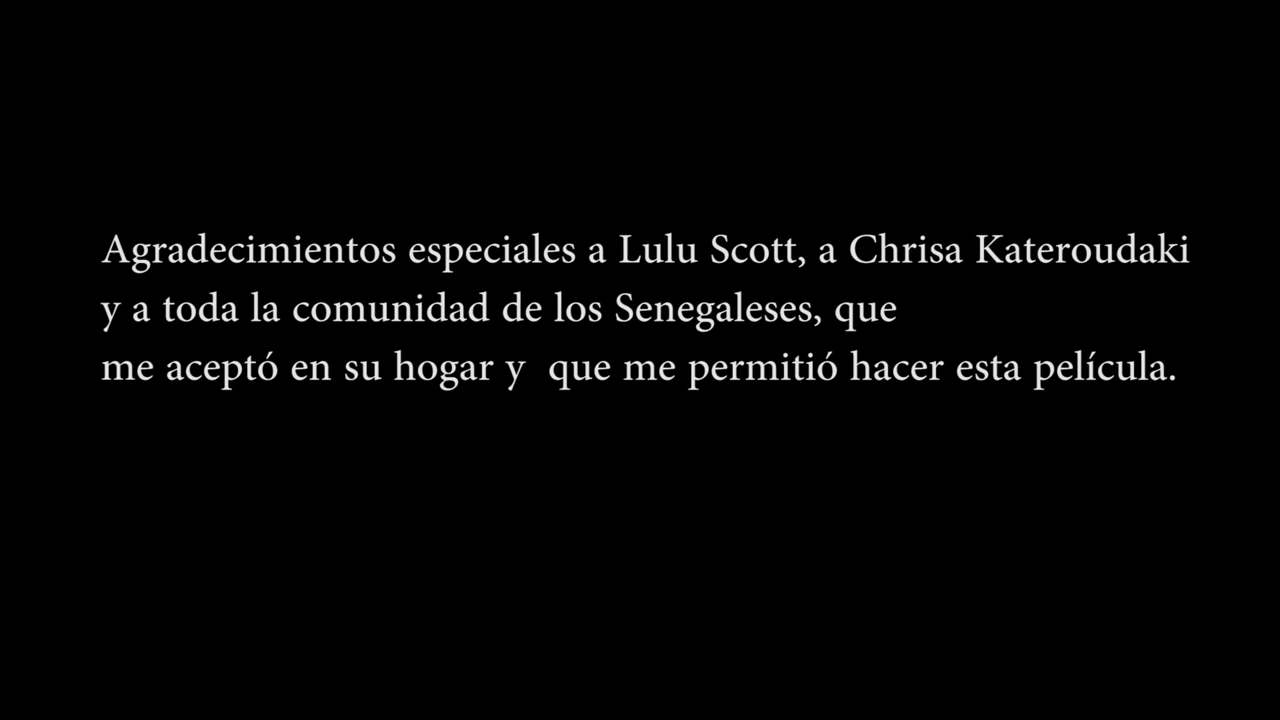 Agradecimientos especiales a Lulu Scott, a Chrisa Kateroudaki
y a toda la comunidad de los Senegaleses, que
me aceptó en su hogar y  que me permitió hacer esta película.